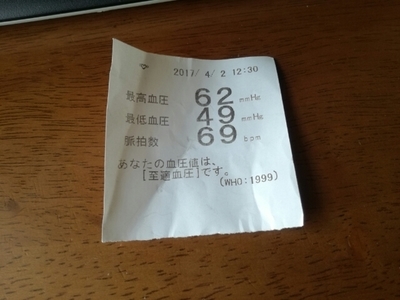 2017/ 4/ 2 12:30
最高血圧 62 mmHg
最低血圧 49 mmHg
脈拍数 69 bpm
あなたの血圧値は、
[至適血圧]です。
(WHO:1999)